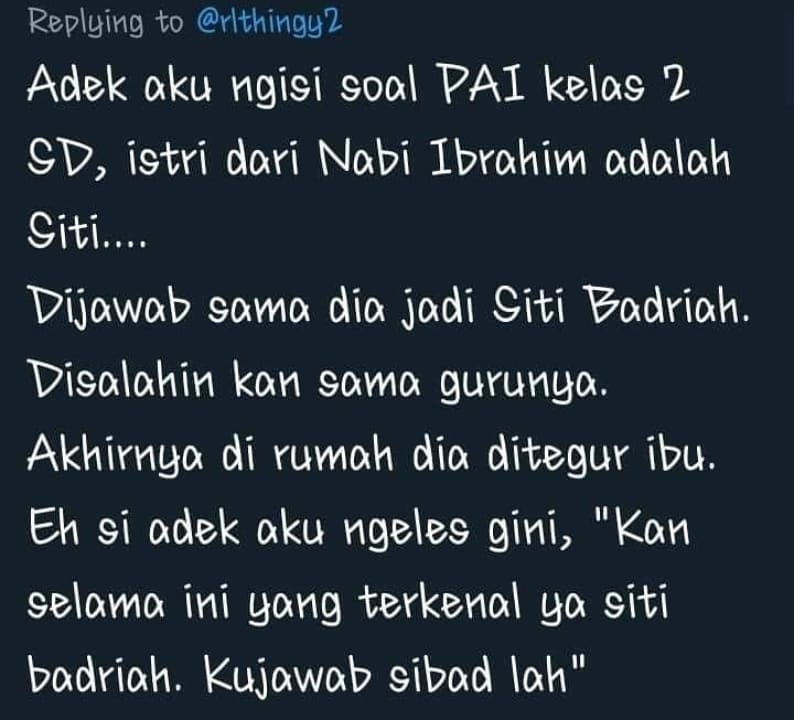 Replying to @rlthingy2
Adek aku ngisi soal PAI kelas 2
SD, istri dari Nabi Ibrahim adalah
Siti....
Dijawab sama dia jadi Siti Badriah.
Disalahin kan sama gurunya.
Akhirnya di rumah dia ditegur ibu.
Eh si adek aku ngeles gini, "Kan
selama ini yang terkenal ya siti
badriah. Kujawab sibad lah"